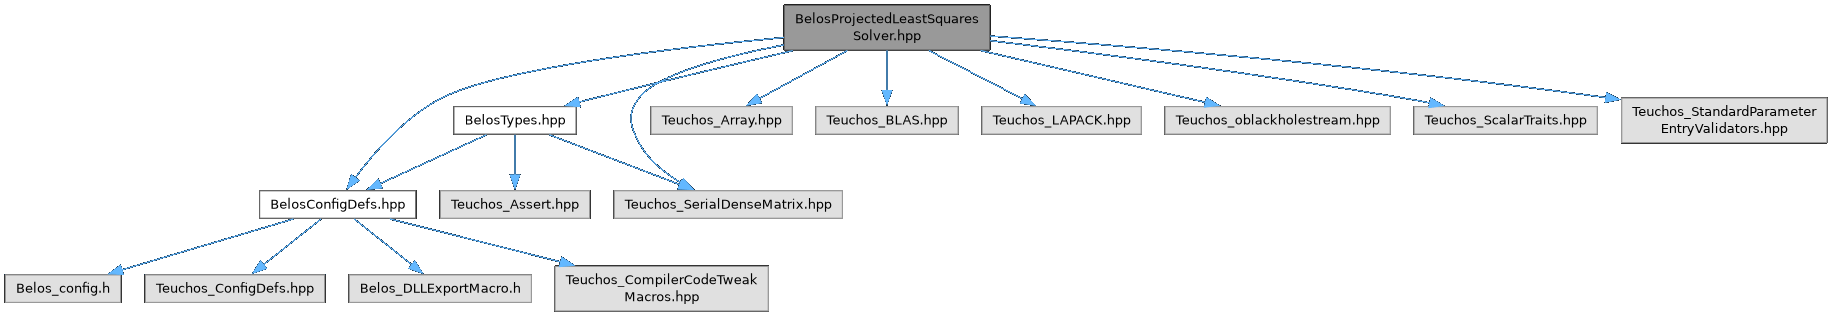 BelosProjectedLeastSquares
Solver.hpp
BelosTypes.hpp
Teuchos_Array.hpp
Teuchos_BLAS.hpp
Teuchos_LAPACK.hpp
Teuchos_oblackholestream.hpp
Teuchos_ScalarTraits.hpp
Teuchos_StandardParameter
EntryValidators.hpp
BelosConfigDefs.hpp
Teuchos_Assert.hpp
Teuchos_SerialDenseMatrix.hpp
Belos_config.h
Teuchos_ConfigDefs.hpp
Belos_DLLExportMacro.h
Teuchos_CompilerCodeTweak
Macros.hpp